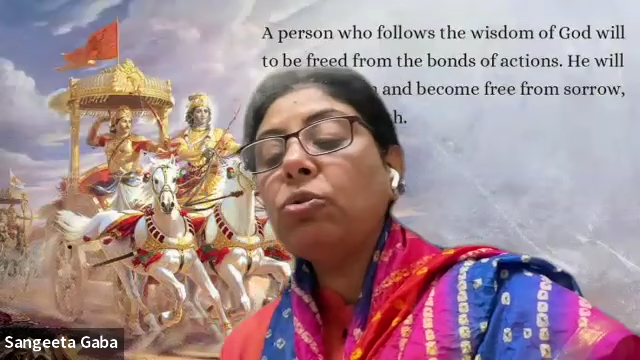 A person who follows the wisdom of God will
to be freed from the bonds of actions. He will
and become free from sorrow,
h.
Sangeeta Gaba